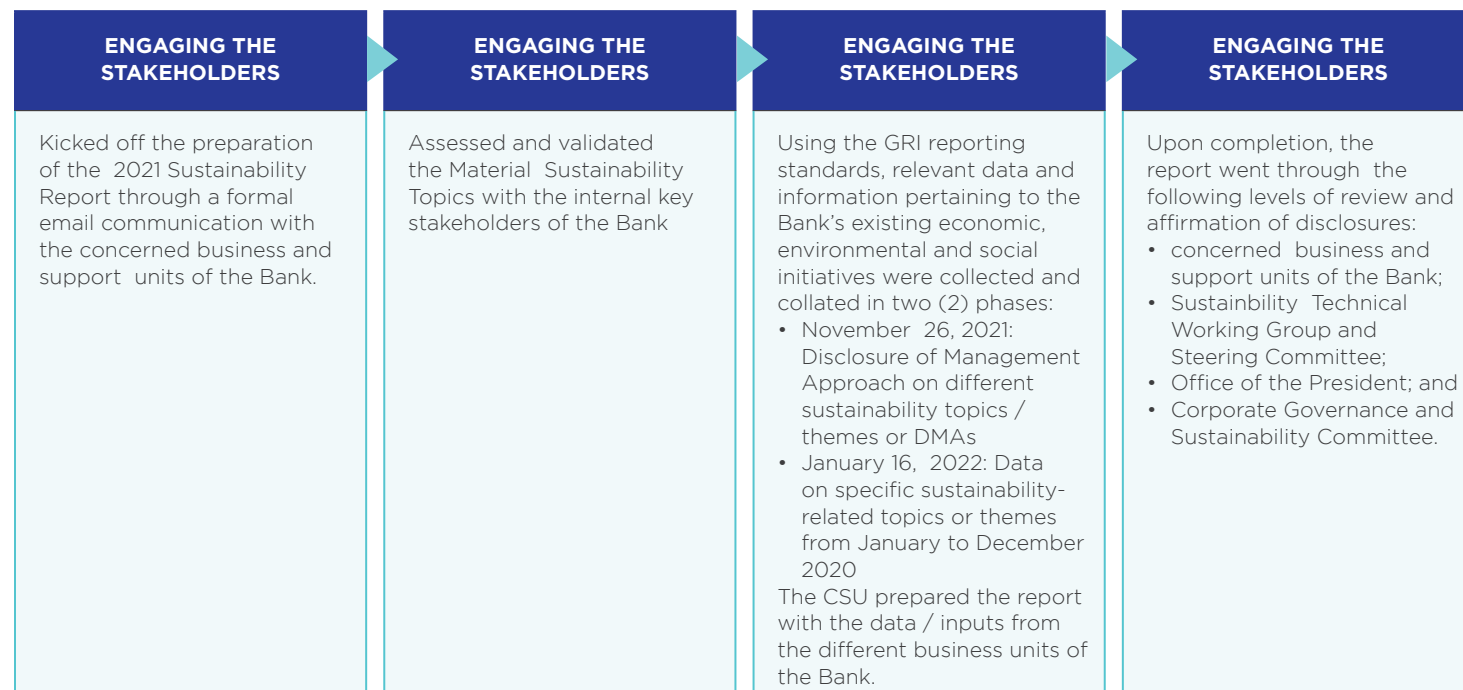 ENGAGING THE
STAKEHOLDERS
Kicked off the preparation
of the 2021 Sustainability
Report through a formal
email communication with
the concerned business and
support units of the Bank.
ENGAGING THE
STAKEHOLDERS
Assessed and validated
the Material Sustainability
Topics with the internal key
stakeholders of the Bank
ENGAGING THE
STAKEHOLDERS
Using the GRI reporting
standards, relevant data and
information pertaining to the
Bank's existing economic,
environmental and social
initiatives were collected and
collated in two (2) phases:
• November 26, 2021:
Disclosure of Management
Approach on different
sustainability topics /
themes or DMAs
• January 16, 2022: Data
on specific sustainability-
related topics or themes
from January to December
2020
The CSU prepared the report
with the data / inputs from
the different business units of
the Bank.
ENGAGING THE
STAKEHOLDERS
Upon completion, the
report went through the
following levels of review and
affirmation of disclosures:
• concerned business and
support units of the Bank;
• Sustainbility Technical
Working Group and
Steering Committee;
• Office of the President; and
• Corporate Governance and
Sustainability Committee.